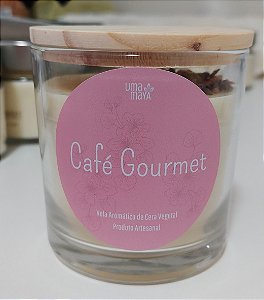 uma
maya
Café Gourmet
Vela Aromática de Cera Vegetal
Produto Artesanal